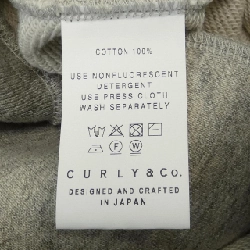 COTTON 100%
USE NONFLUORESCENT
DETERGENT
USE PRESS CLOTH
WASH SEPARATELY
F W
CURLY&Co.
DESIGNED AND CRAFTED
IN JAPAN